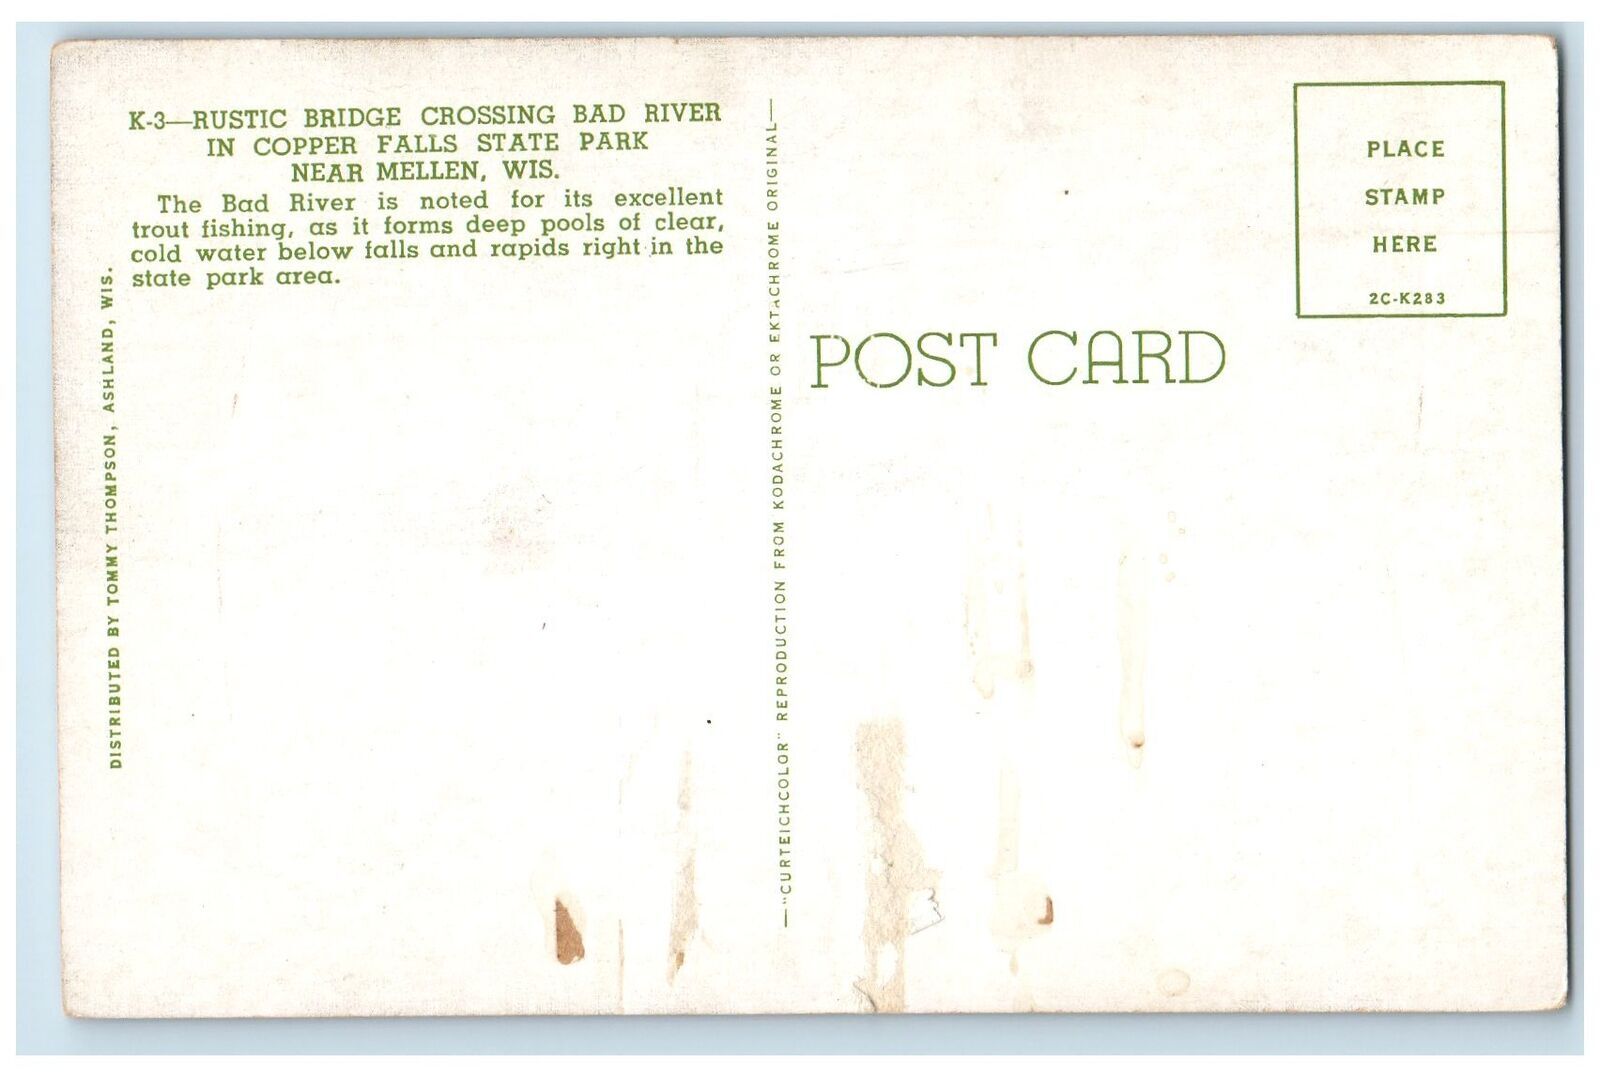 K-3—RUSTIC BRIDGE CROSSING BAD RIVER
IN COPPER FALLS STATE PARK
NEAR MELLEN, WIS.
The Bad River is noted for its excellent
trout fishing, as it forms deep pools of clear,
cold water below falls and rapids right in the
state park area.
DISTRIBUTED BY TOMMY THOMPSON, ASHLAND, WIS.
—"CURTEICHCOLOR" REPRODUCTION FROM KODACHROME OR EKTACHROME ORIGINAL—
POST CARD
PLACE
STAMP
HERE
2C-K283